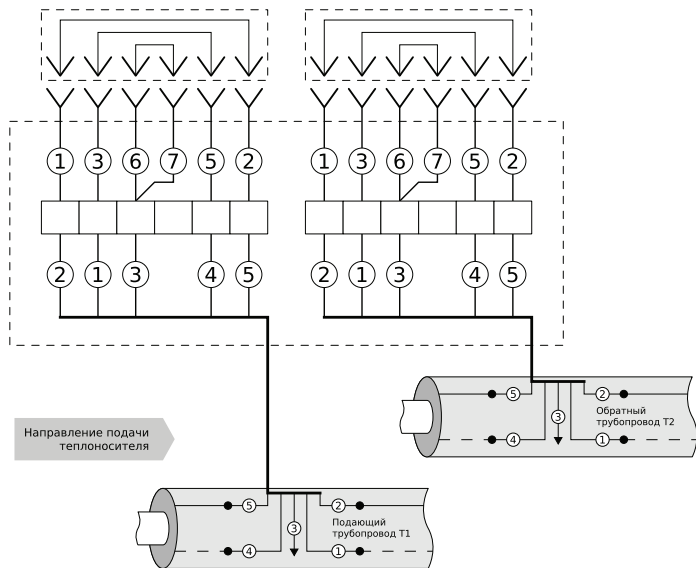 1 3 6 7 5 2 1 3 6 7 5 2
2 1 3 4 5 2 1 3 4 5
5 2
3
Обратный
трубопровод Т2
4 1
Направление подачи
теплоносителя
5 2
3
Подающий
трубопровод Т1
4 1